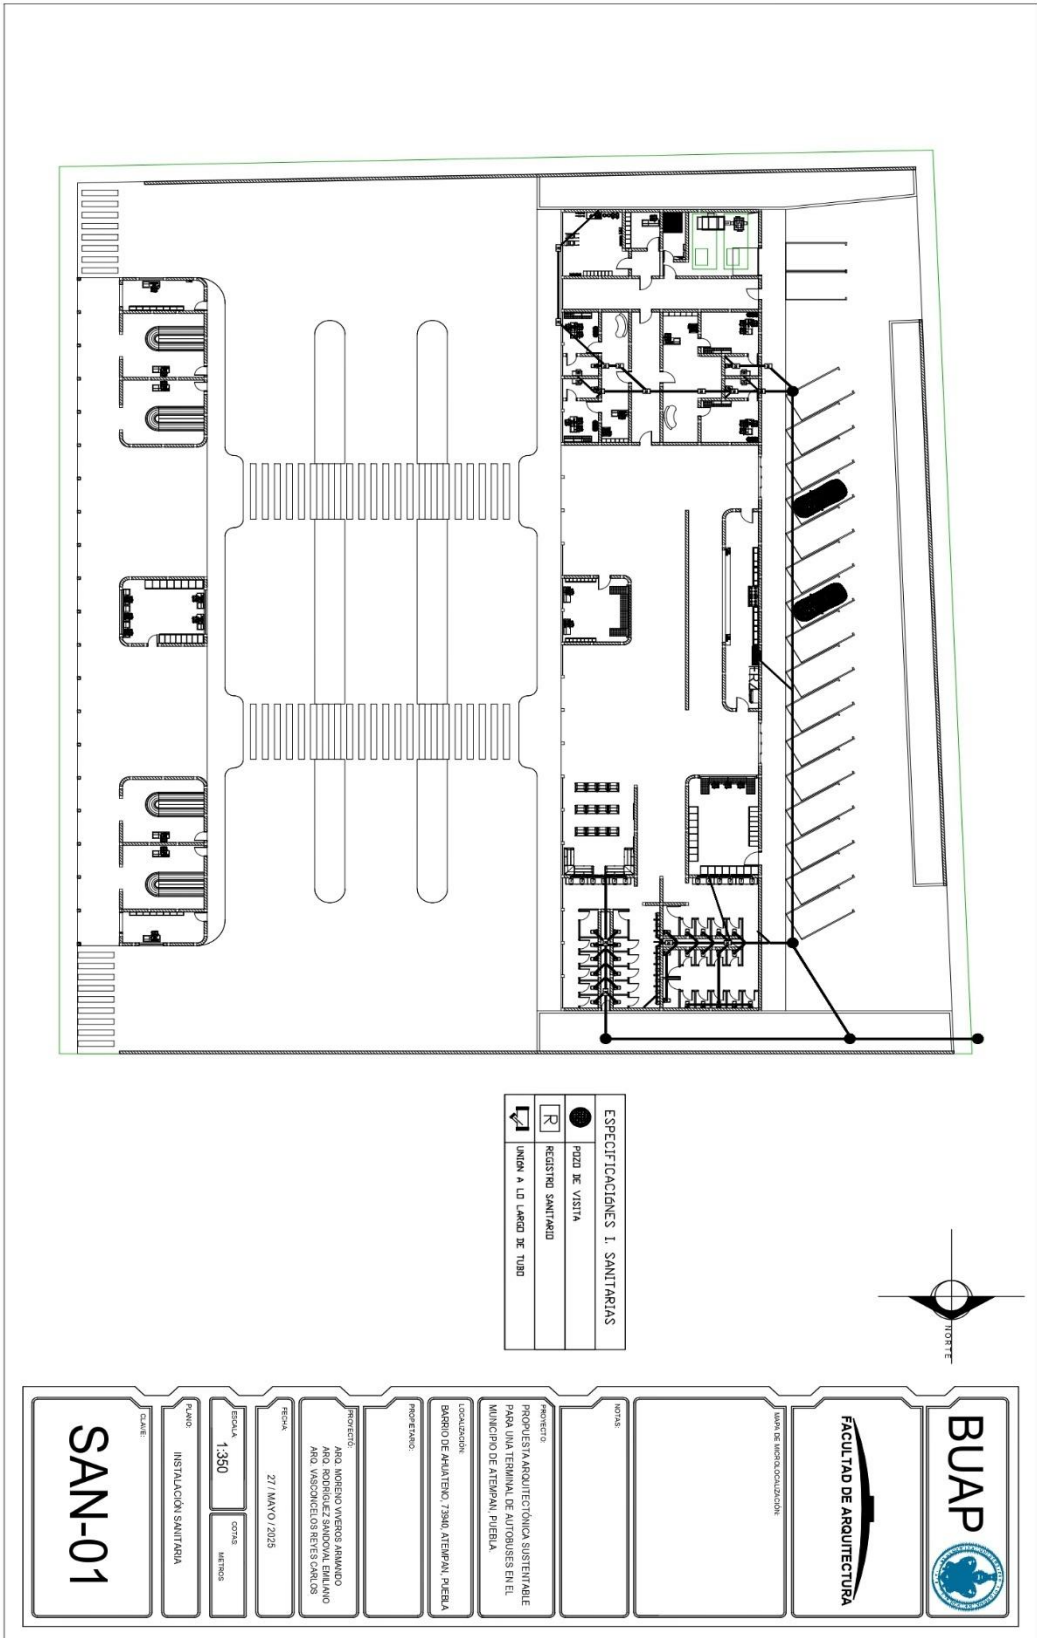 ESPECIFICACIÓNES I. SANITARIAS
POZO DE VISITA
R
REGISTRO SANITARIO
UNIÓN A LO LARGO DE TUBO
NORTE
BUAP
FACULTAD DE ARQUITECTURA
MAPA DE MICROLOCALIZACIÓN:
NOTAS:
PROYECTO:
PROPUESTA ARQUITECTÓNICA SUSTENTABLE
PARA UNA TERMINAL DE AUTOBUSES EN EL
MUNICIPIO DE ATEMPAN, PUEBLA.
LOCALIZACIÓN:
BARRIO DE AHUATENO, 73940, ATEMPAN, PUEBLA
PROPIETARIO:
PROYECTÓ:
ARQ. MORENO VIVEROS ARMANDO
ARQ. RODRÍGUEZ SANDOVAL EMILIANO
ARQ. VASCONCELOS REYES CARLOS
FECHA:
27 / MAYO / 2025
ESCALA:
1:350
COTAS:
METROS
PLANO:
INSTALACIÓN SANITARIA
CLAVE:
SAN-01